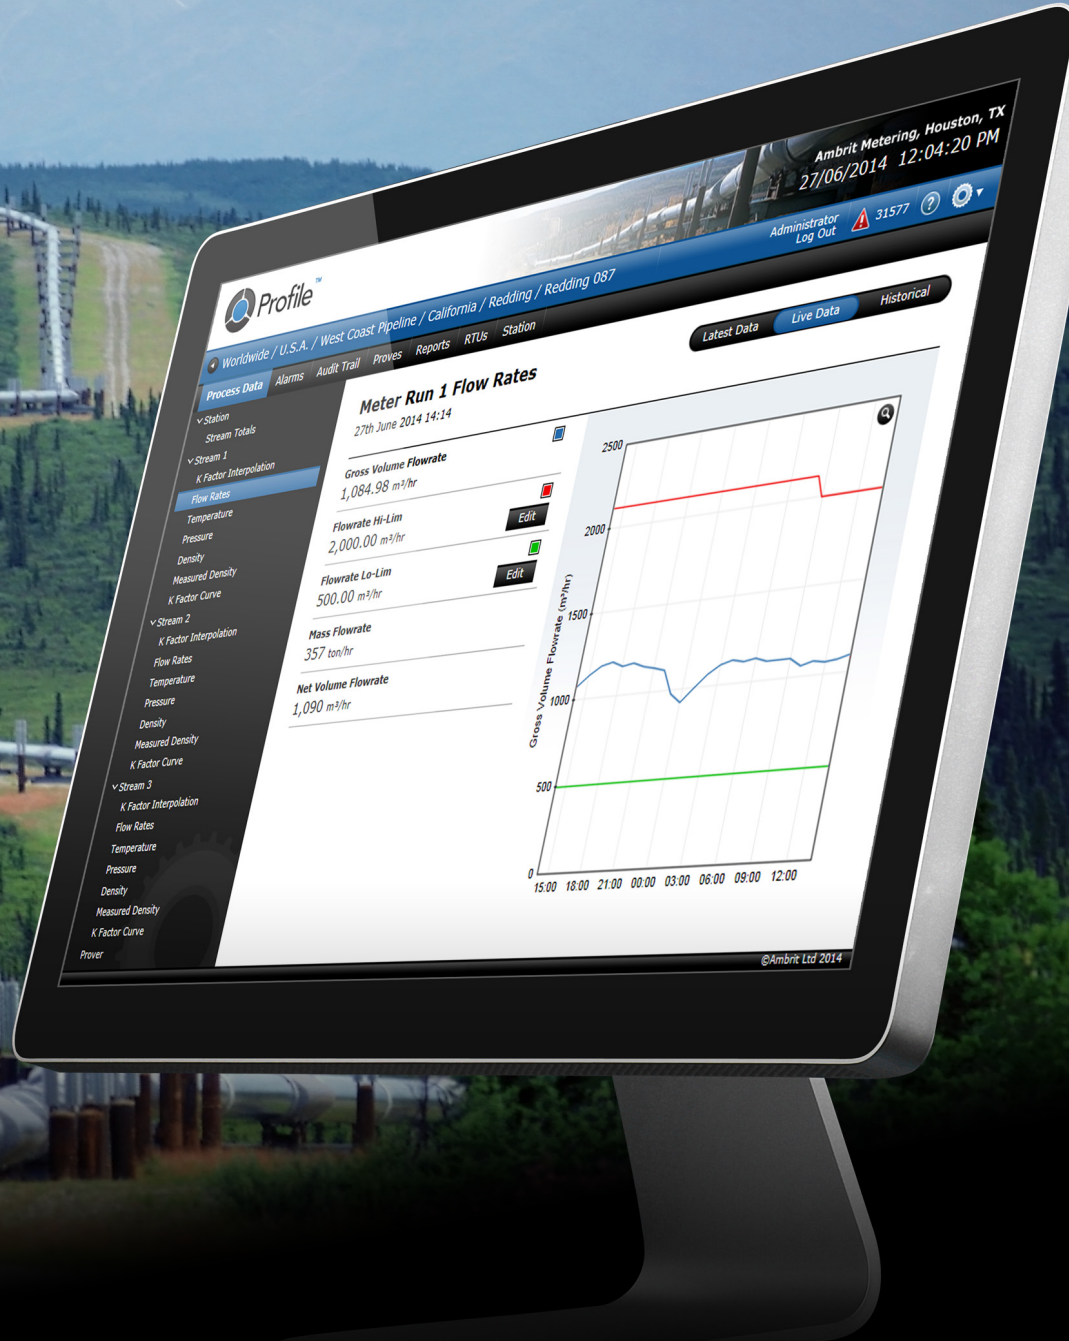 Ambrit Metering, Houston, TX
27/06/2014 12:04:20 PM
Administrator
Log Out
31577
?
Profile™
Worldwide / U.S.A. / West Coast Pipeline / California / Redding / Redding 087
Process Data Alarms Audit Trail Proves Reports RTUs Station
Latest Data Live Data Historical
Station
Stream Totals
Stream 1
K Factor Interpolation
Flow Rates
Temperature
Pressure
Density
Measured Density
K Factor Curve
Stream 2
K Factor Interpolation
Flow Rates
Temperature
Pressure
Density
Measured Density
K Factor Curve
Stream 3
K Factor Interpolation
Flow Rates
Temperature
Pressure
Density
Measured Density
K Factor Curve
Prover
Meter Run 1 Flow Rates
27th June 2014 14:14
Gross Volume Flowrate
1,084.98 m³/hr
Flowrate Hi-Lim
2,000.00 m³/hr
Edit
Flowrate Lo-Lim
500.00 m³/hr
Edit
Mass Flowrate
357 ton/hr
Net Volume Flowrate
1,090 m³/hr
Gross Volume Flowrate (m³/hr)
2500
2000
1500
1000
500
0
15:00 18:00 21:00 00:00 03:00 06:00 09:00 12:00
©Ambrit Ltd 2014